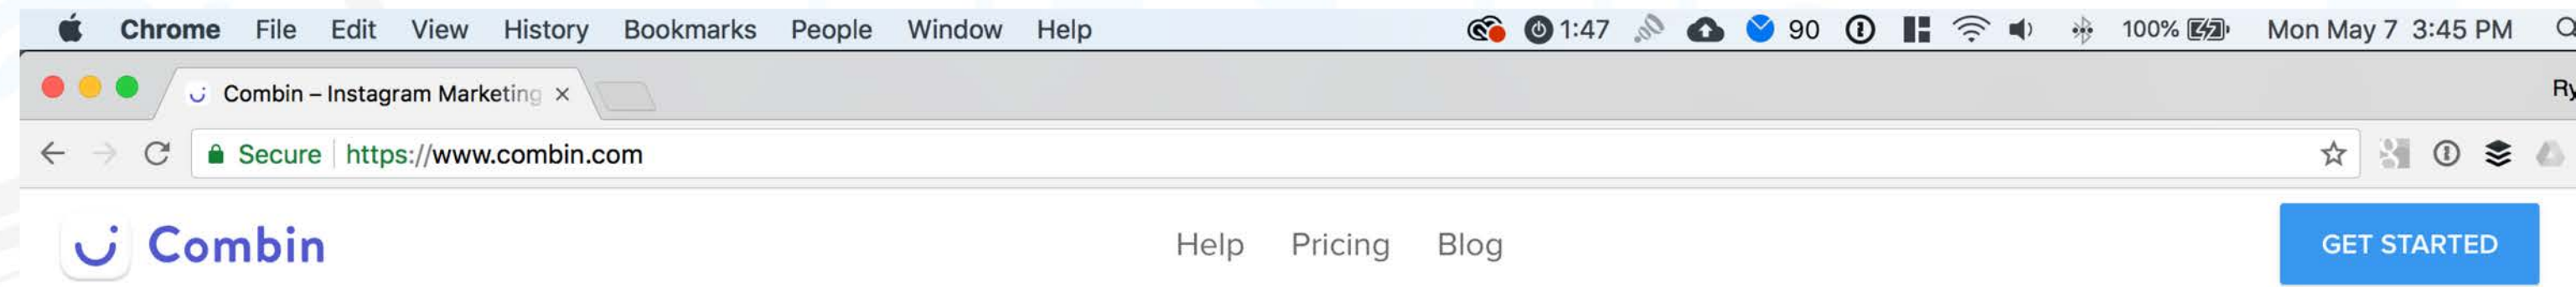 Chrome File Edit View History Bookmarks People Window Help 1:47 90 100% Mon May 7 3:45 PM
Combin – Instagram Marketing × Ry
Secure https://www.combin.com
Combin Help Pricing Blog GET STARTED